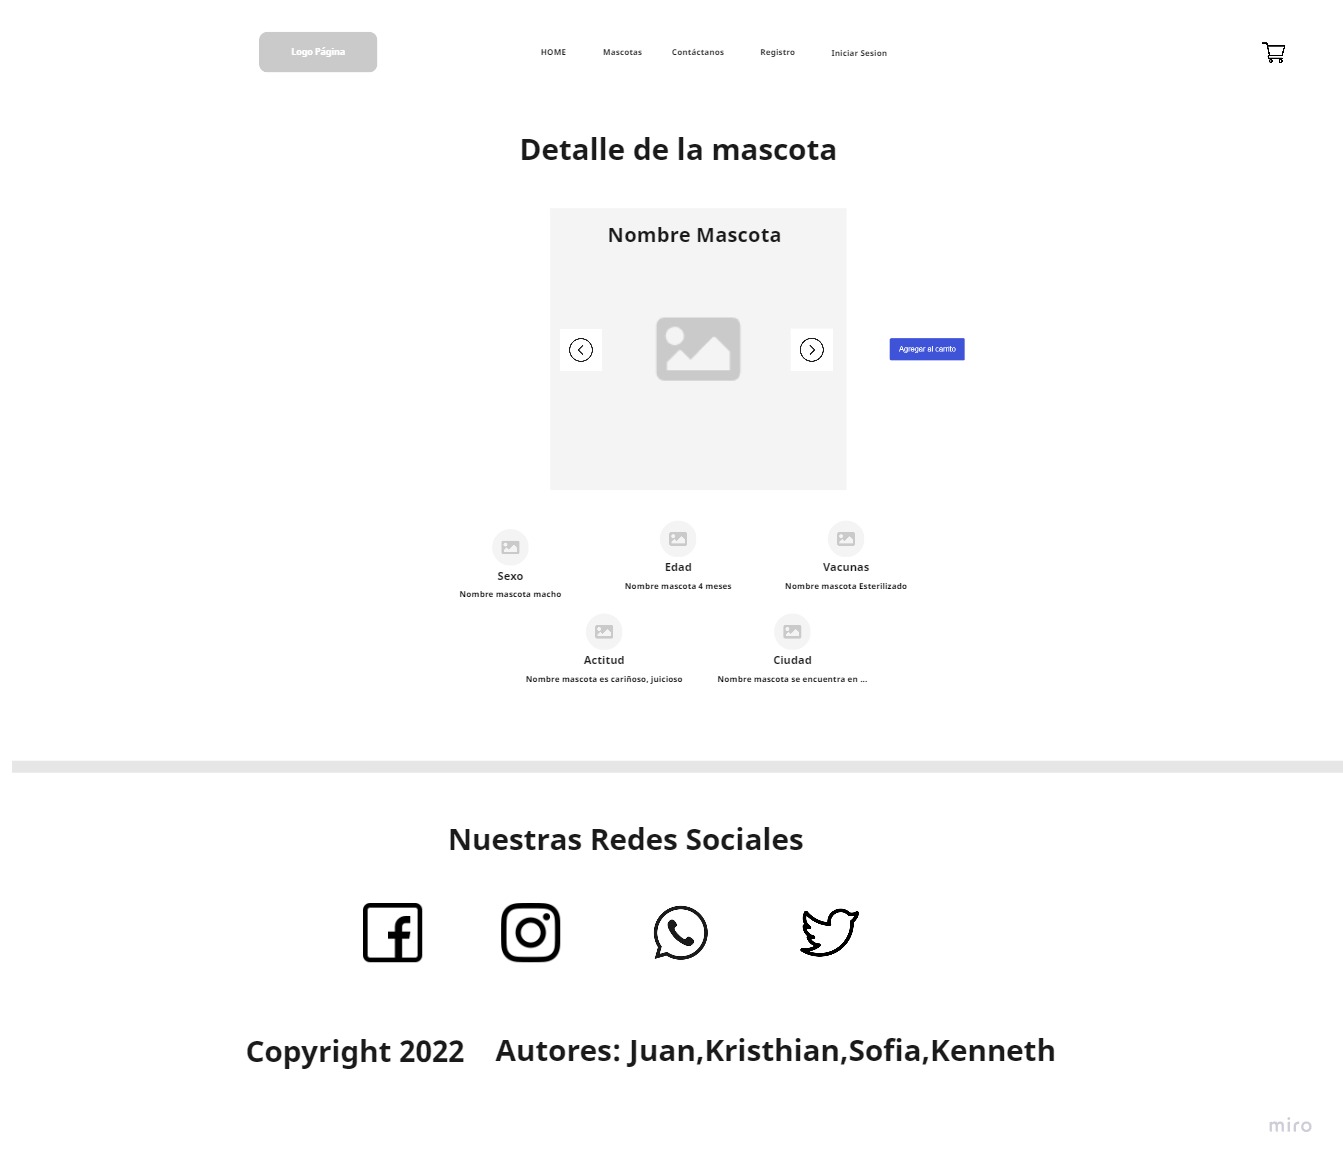 Logo Página
HOME
Mascotas
Contáctanos
Registro
Iniciar Sesion
Detalle de la mascota
Nombre Mascota
Agregar al carrito
Sexo
Nombre mascota macho
Edad
Nombre mascota 4 meses
Vacunas
Nombre mascota Esterilizado
Actitud
Nombre mascota es cariñoso, juicioso
Ciudad
Nombre mascota se encuentra en ...
Nuestras Redes Sociales
Copyright 2022
Autores: Juan,Kristhian,Sofia,Kenneth
miro